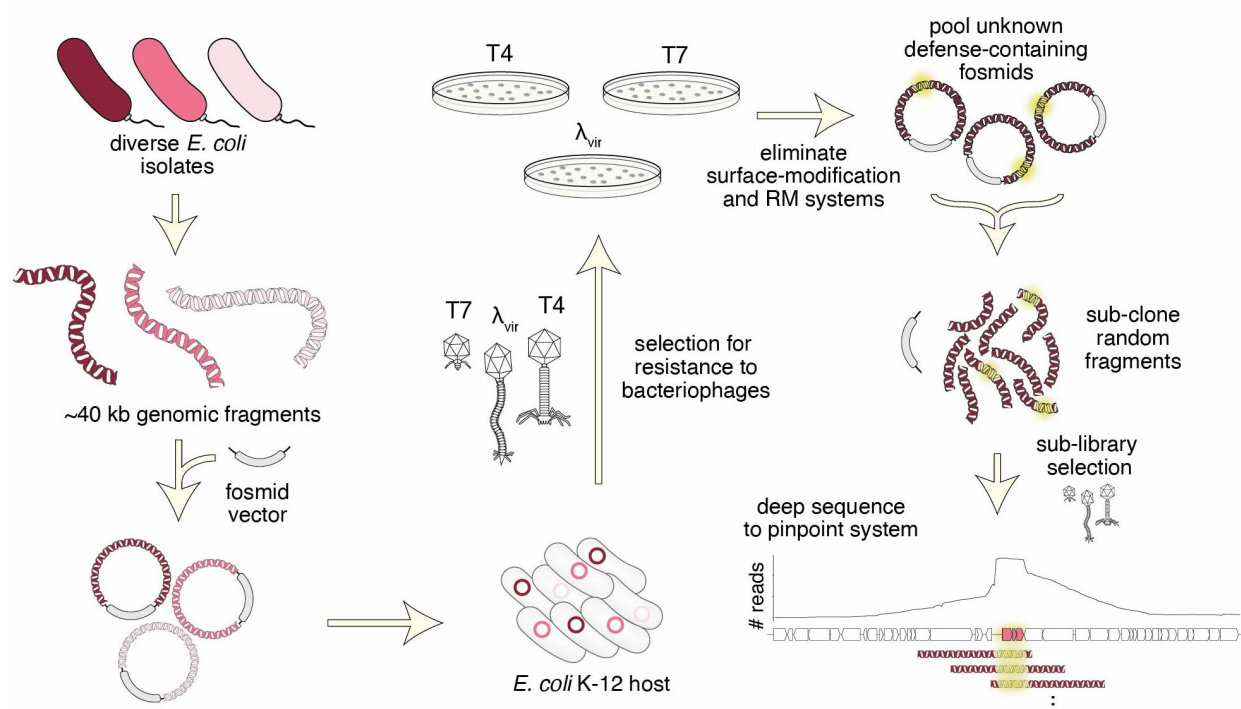 diverse E. coli
isolates
~40 kb genomic fragments
fosmid
vector
E. coli K-12 host
T7
λvir
T4
selection for
resistance to
bacteriophages
T4
T7
λvir
eliminate
surface-modification
and RM systems
pool unknown
defense-containing
fosmids
sub-clone
random
fragments
sub-library
selection
deep sequence
to pinpoint system
# reads
: